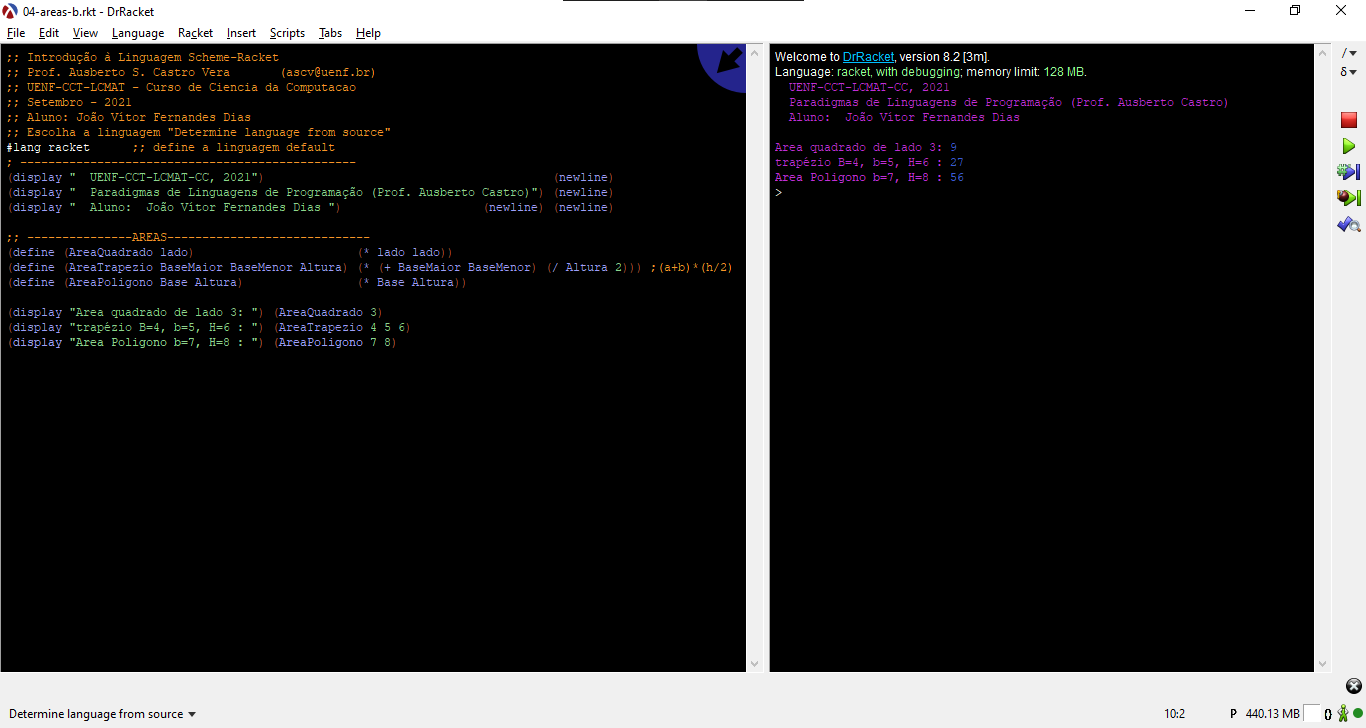 04-areas-b.rkt - DrRacket
File Edit View Language Racket Insert Scripts Tabs Help
;; Introdução à Linguagem Scheme-Racket
;; Prof. Ausberto S. Castro Vera (ascv@uenf.br)
;; UENF-CCT-LCMAT - Curso de Ciencia da Computacao
;; Setembro - 2021
;; Aluno: João Vítor Fernandes Dias
;; Escolha a linguagem "Determine language from source"
#lang racket ;; define a linguagem default
; ------------------------------------------------
(display " UENF-CCT-LCMAT-CC, 2021") (newline)
(display " Paradigmas de Linguagens de Programação (Prof. Ausberto Castro)") (newline)
(display " Aluno: João Vítor Fernandes Dias ") (newline) (newline)
;; ---------------AREAS-----------------------------
(define (AreaQuadrado lado) (* lado lado))
(define (AreaTrapezio BaseMaior BaseMenor Altura) (* (+ BaseMaior BaseMenor) (/ Altura 2))) ;(a+b)*(h/2)
(define (AreaPoligono Base Altura) (* Base Altura))
(display "Area quadrado de lado 3: ") (AreaQuadrado 3)
(display "trapézio B=4, b=5, H=6 : ") (AreaTrapezio 4 5 6)
(display "Area Poligono b=7, H=8 : ") (AreaPoligono 7 8)
Welcome to DrRacket, version 8.2 [3m].
Language: racket, with debugging; memory limit: 128 MB.
UENF-CCT-LCMAT-CC, 2021
Paradigmas de Linguagens de Programação (Prof. Ausberto Castro)
Aluno: João Vítor Fernandes Dias
Area quadrado de lado 3: 9
trapézio B=4, b=5, H=6 : 27
Area Poligono b=7, H=8 : 56
>
/
δ
Determine language from source
10:2
P 440.13 MB
()